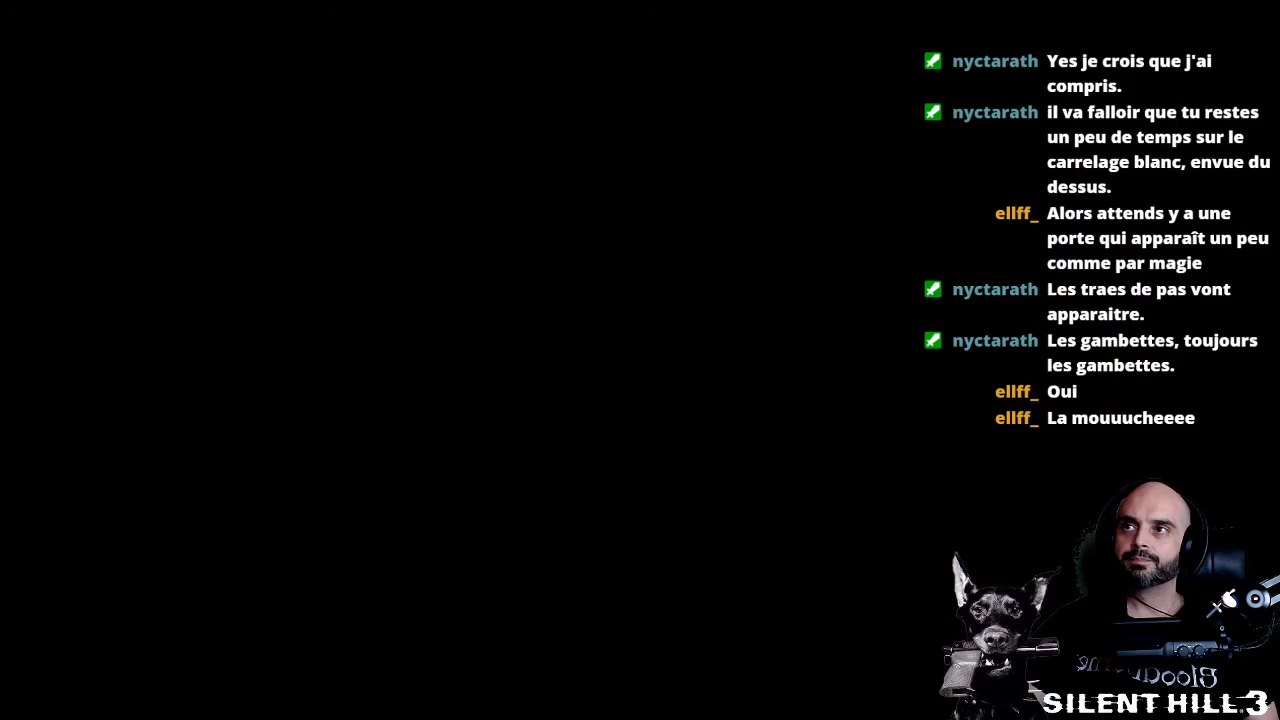 nyctarath Yes je crois que j'ai
compris.
nyctarath il va falloir que tu restes
un peu de temps sur le
carrelage blanc, envue du
dessus.
ellff_ Alors attends y a une
porte qui apparaît un peu
comme par magie
nyctarath Les traes de pas vont
apparaitre.
nyctarath Les gambettes, toujours
les gambettes.
ellff_ Oui
ellff_ La mouuucheeee
SILENT HILL 3